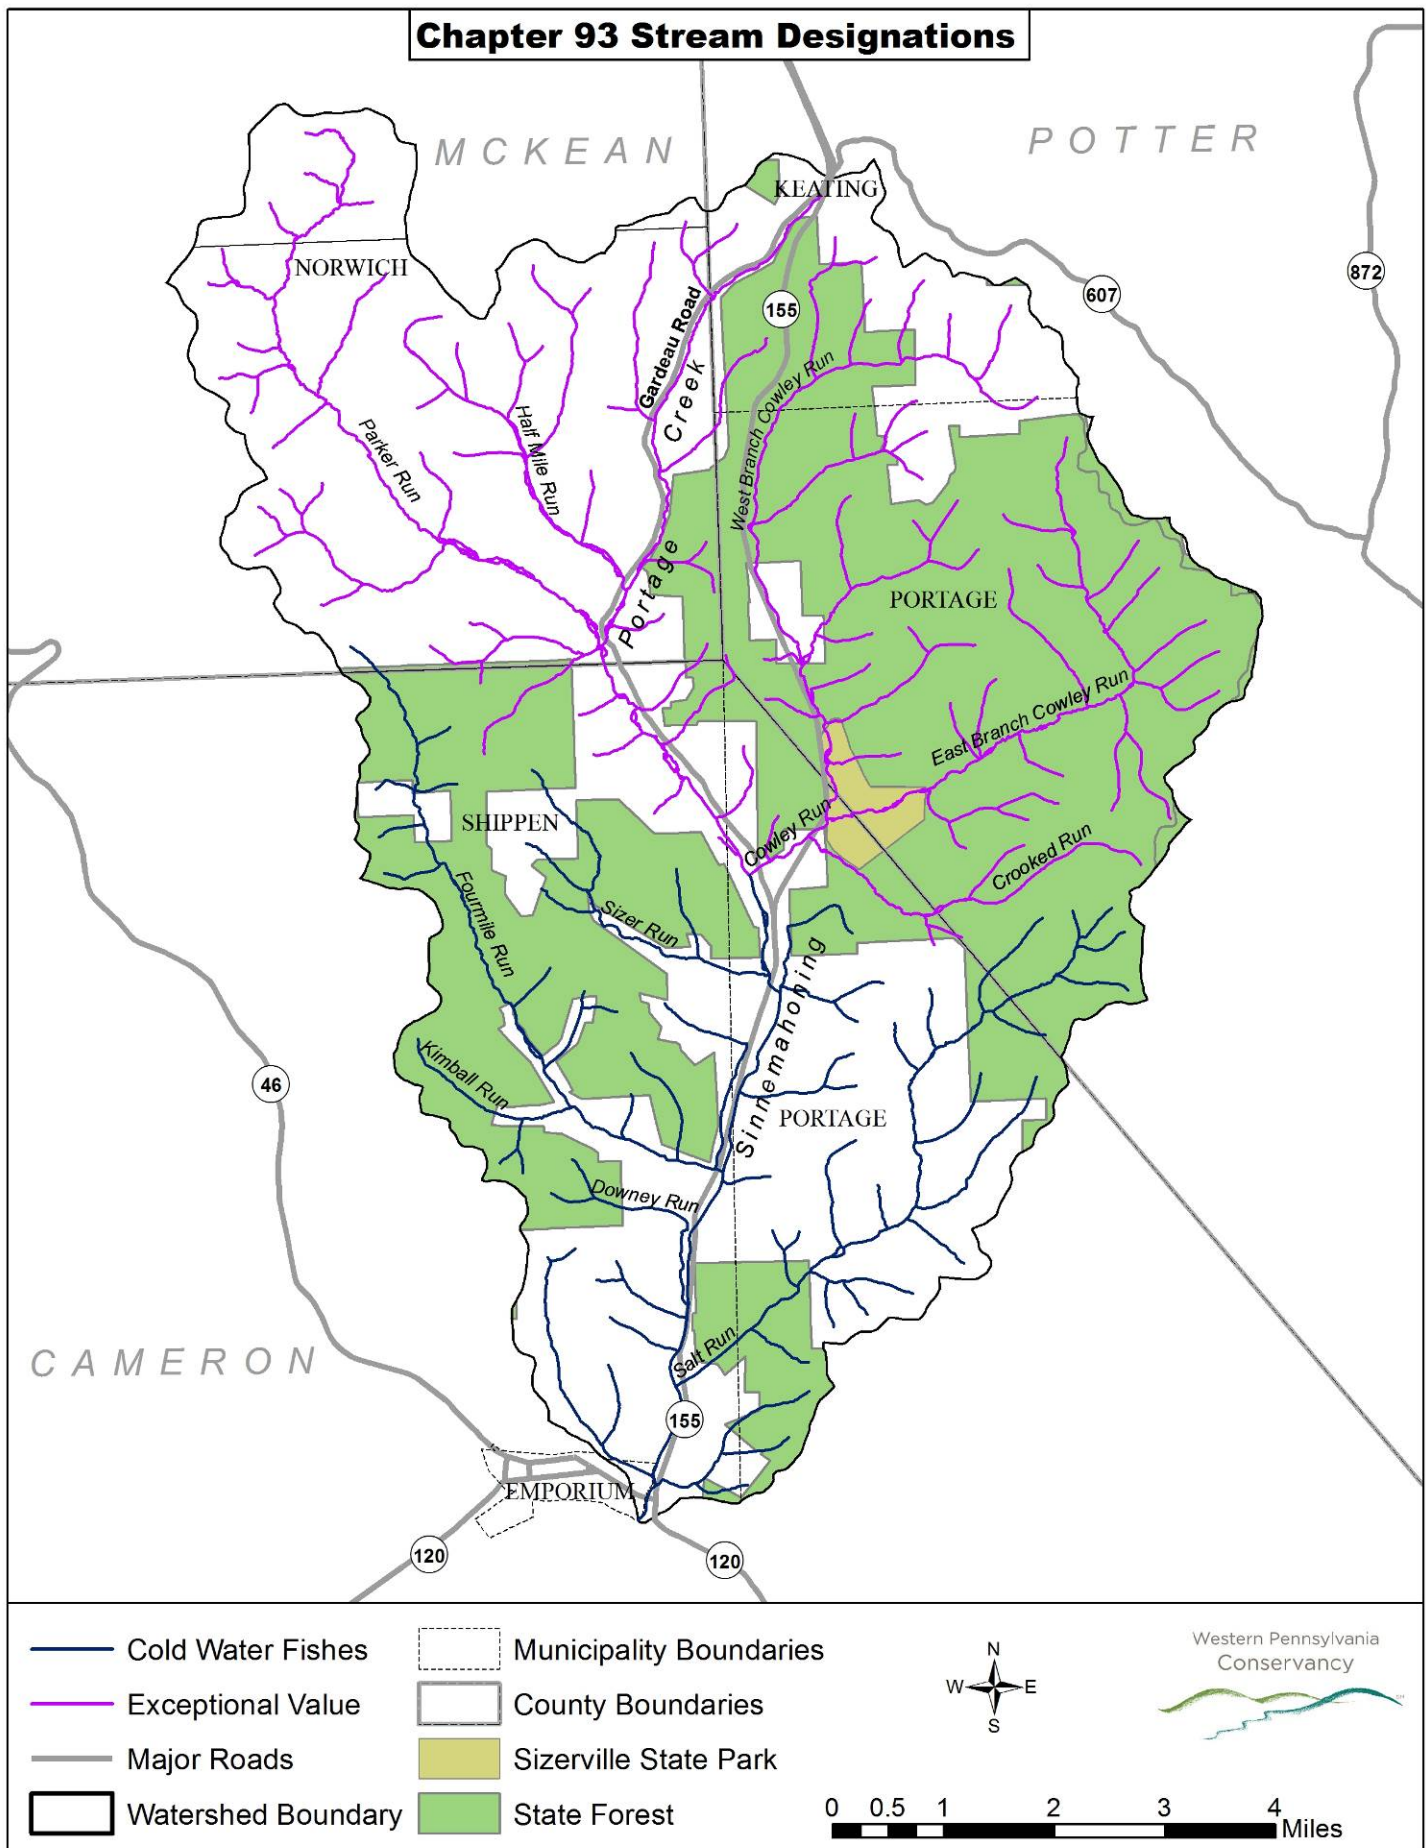 Chapter 93 Stream Designations
MCKEAN
POTTER
KEATING
NORWICH
872
607
155
Gardeau Road
Creek
West Branch Cowley Run
Parker Run
Half Mile Run
Portage
PORTAGE
East Branch Cowley Run
SHIPPEN
Cowley Run
Crooked Run
Fourmile Run
Sizer Run
Sinnemahoning
Kimball Run
46
PORTAGE
Downey Run
CAMERON
Salt Run
155
EMPORIUM
120
120
Cold Water Fishes
Exceptional Value
Major Roads
Watershed Boundary
Municipality Boundaries
County Boundaries
Sizerville State Park
State Forest
N
W E
S
Western Pennsylvania
Conservancy
0 0.5 1 2 3 4
Miles